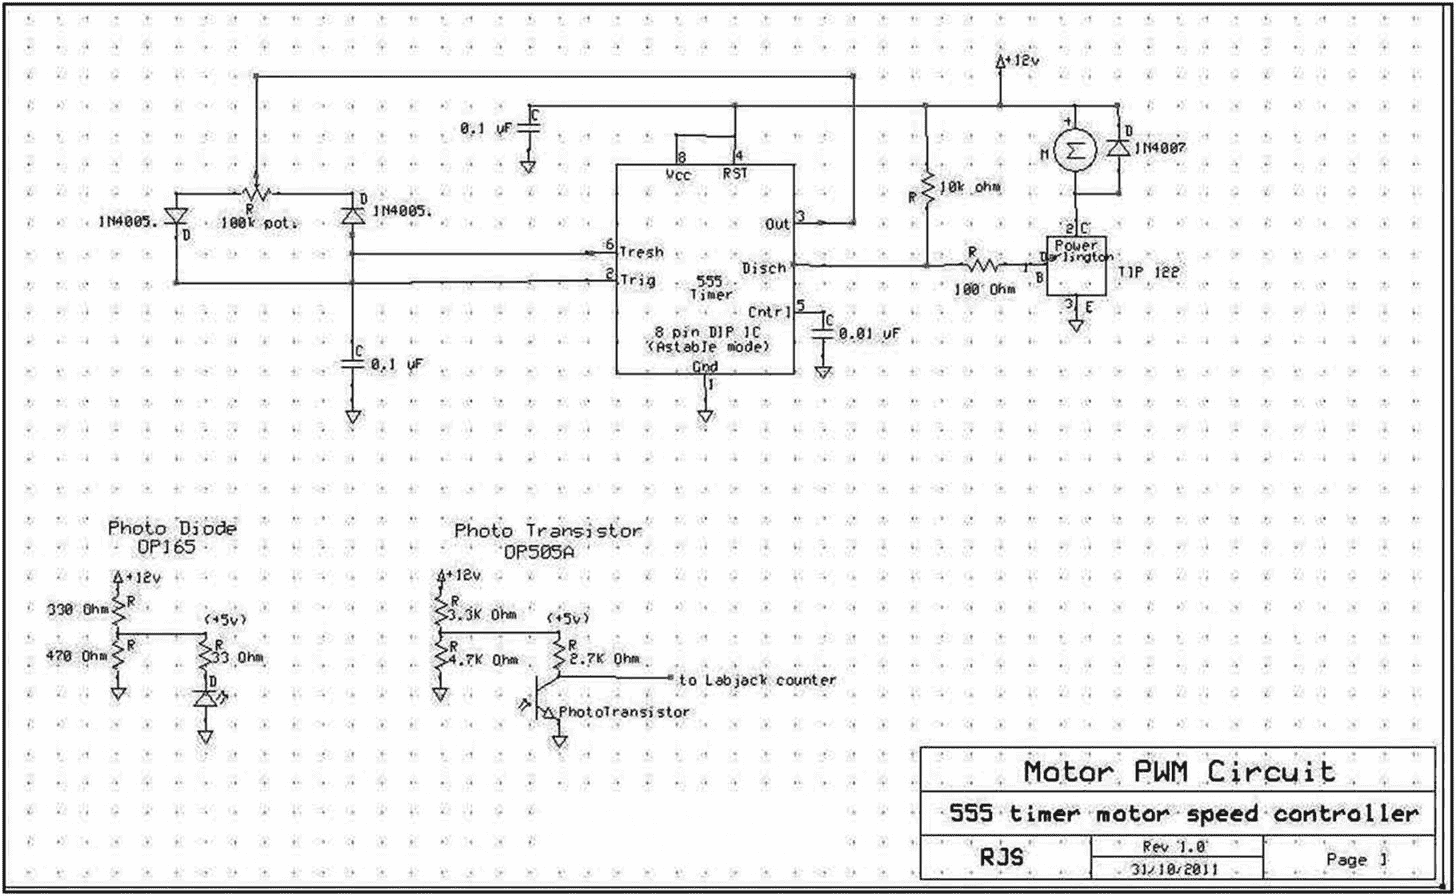 +12v
C
0.1 uF
8
4
Vcc
RST
+
M
D
1N4007
10k ohm
R
1N4005.
D
R
100k pot.
D
1N4005.
3
Out
2 C
Power
Darlington
1
B
TIP 122
3
E
6
Tresh
2
Trig
Disch
R
100 Ohm
555
Timer
Cntrl
5
C
0.01 uF
8 pin DIP IC
(Astable mode)
Gnd
1
C
0.1 uF
Photo Diode
OP165
+12v
330 Ohm
R
(+5v)
470 Ohm
R
R
33 Ohm
D
Photo Transistor
OP505A
+12v
R
3.3K Ohm
(+5v)
R
4.7K Ohm
R
2.7K Ohm
to Labjack counter
PhotoTransistor
Motor PWM Circuit
555 timer motor speed controller
RJS
Rev 1.0
31/10/2011
Page 1